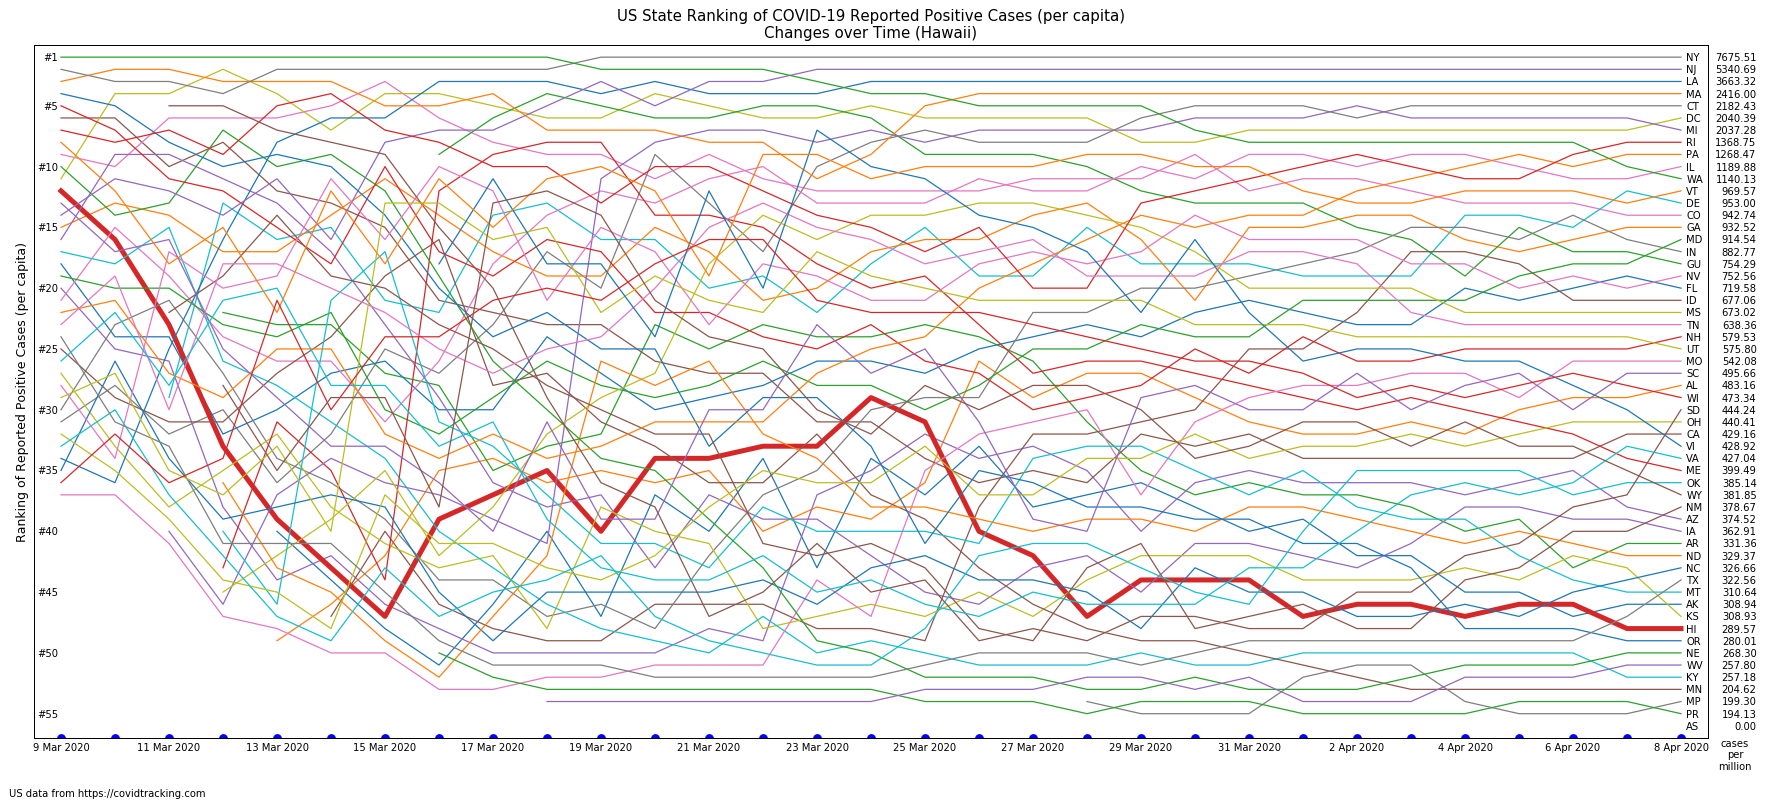 US State Ranking of COVID-19 Reported Positive Cases (per capita)
Changes over Time (Hawaii)
Ranking of Reported Positive Cases (per capita)
#1
#5
#10
#15
#20
#25
#30
#35
#40
#45
#50
#55
NY 7675.51
NJ 5340.69
LA 3663.32
MA 2416.00
CT 2182.43
DC 2040.39
MI 2037.28
RI 1368.75
PA 1268.47
IL 1189.88
WA 1140.13
VT 969.57
DE 953.00
CO 942.74
GA 932.52
MD 914.54
IN 882.77
GU 754.29
NV 752.56
FL 719.58
ID 677.06
MS 673.02
TN 638.36
NH 579.53
UT 575.80
MO 542.08
SC 495.66
AL 483.16
WI 473.34
SD 444.24
OH 440.41
CA 429.16
VI 428.92
VA 427.04
ME 399.49
OK 385.14
WY 381.85
NM 378.67
AZ 374.52
IA 362.91
AR 331.36
ND 329.37
NC 326.66
TX 322.56
MT 310.64
AK 308.94
KS 308.93
HI 289.57
OR 280.01
NE 268.30
WV 257.80
KY 257.18
MN 204.62
MP 199.30
PR 194.13
AS 0.00
9 Mar 2020 11 Mar 2020 13 Mar 2020 15 Mar 2020 17 Mar 2020 19 Mar 2020 21 Mar 2020 23 Mar 2020 25 Mar 2020 27 Mar 2020 29 Mar 2020 31 Mar 2020 2 Apr 2020 4 Apr 2020 6 Apr 2020 8 Apr 2020
cases
per
million
US data from https://covidtracking.com